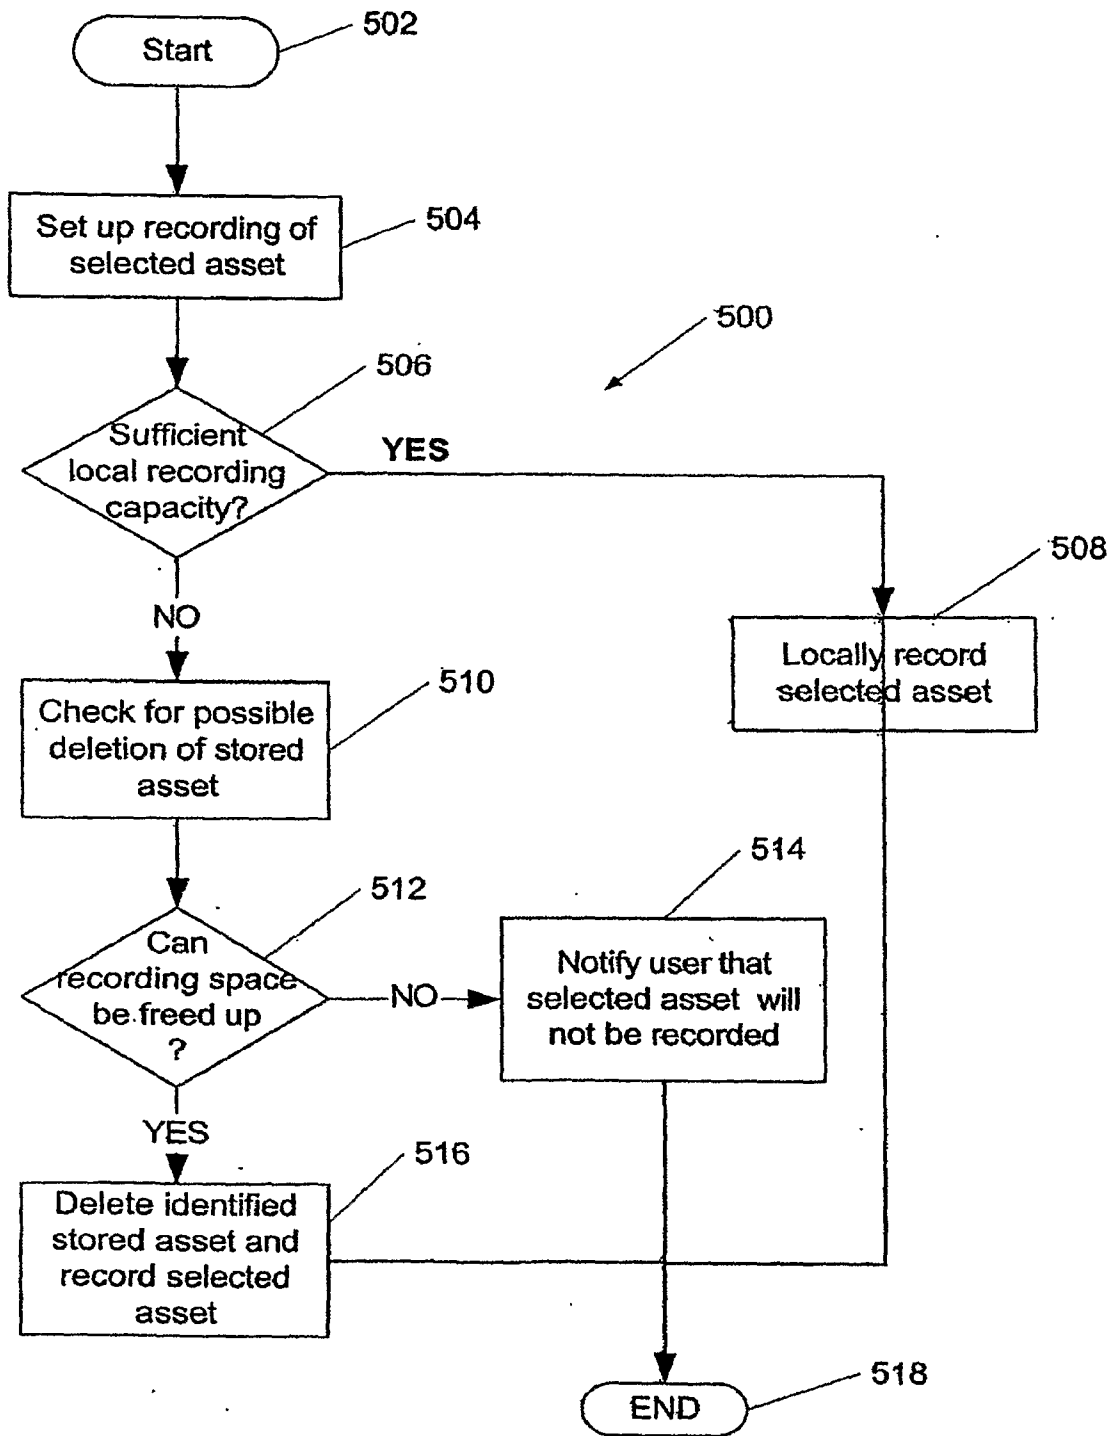 Start
502
Set up recording of
selected asset
504
500
506
Sufficient
local recording
capacity?
YES
NO
508
Locally record
selected asset
510
Check for possible
deletion of stored
asset
512
Can
recording space
be freed up
?
NO
514
Notify user that
selected asset will
not be recorded
YES
516
Delete identified
stored asset and
record selected
asset
518
END